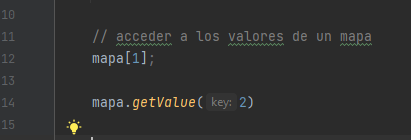 10
11 // acceder a los valores de un mapa
12 mapa[1];
13
14 mapa.getValue( key: 2)
15